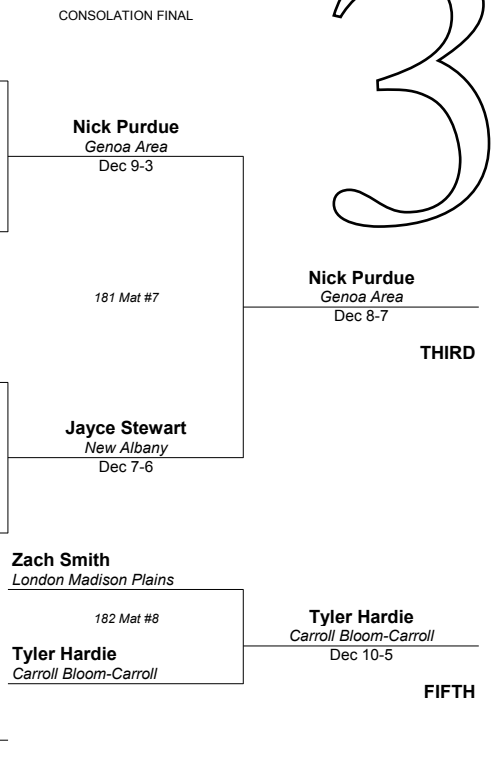 CONSOLATION FINAL
3
Nick Purdue
Genoa Area
Dec 9-3
181 Mat #7
Nick Purdue
Genoa Area
Dec 8-7
THIRD
Jayce Stewart
New Albany
Dec 7-6
Zach Smith
London Madison Plains
182 Mat #8
Tyler Hardie
Carroll Bloom-Carroll
Tyler Hardie
Carroll Bloom-Carroll
Dec 10-5
FIFTH